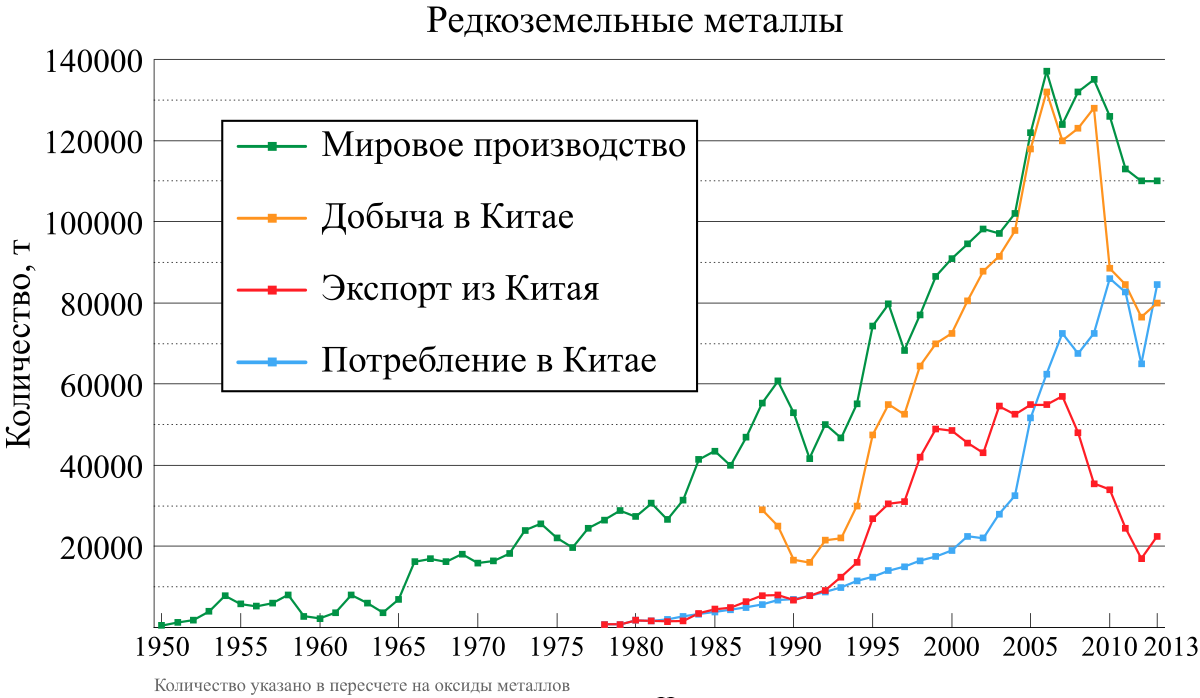 Редкоземельные металлы
Количество, т
140000
120000
100000
80000
60000
40000
20000
Мировое производство
Добыча в Китае
Экспорт из Китая
Потребление в Китае
1950 1955 1960 1965 1970 1975 1980 1985 1990 1995 2000 2005 2010 2013
Количество указано в пересчете на оксиды металлов